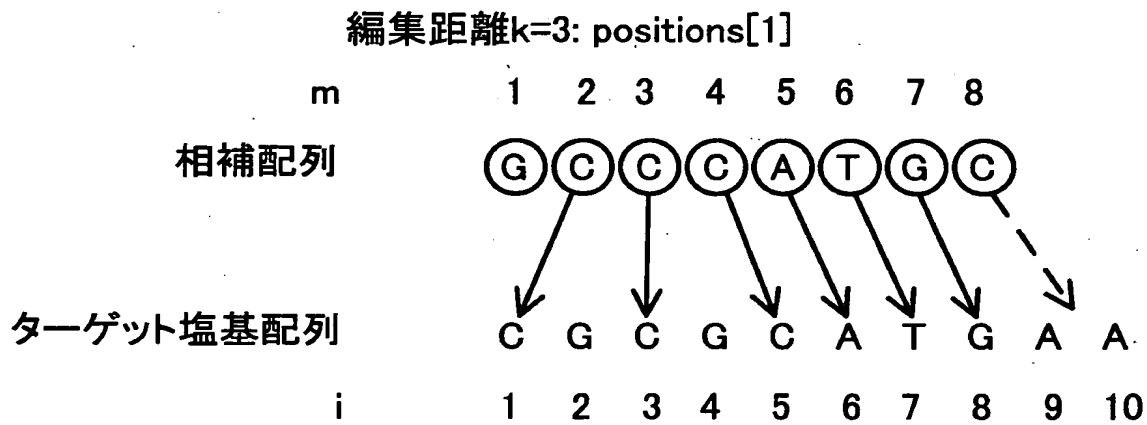 編集距離k=3: positions[1]
m 1 2 3 4 5 6 7 8
相補配列 G C C C A T G C
ターゲット塩基配列 C G C G C A T G A A
i 1 2 3 4 5 6 7 8 9 10